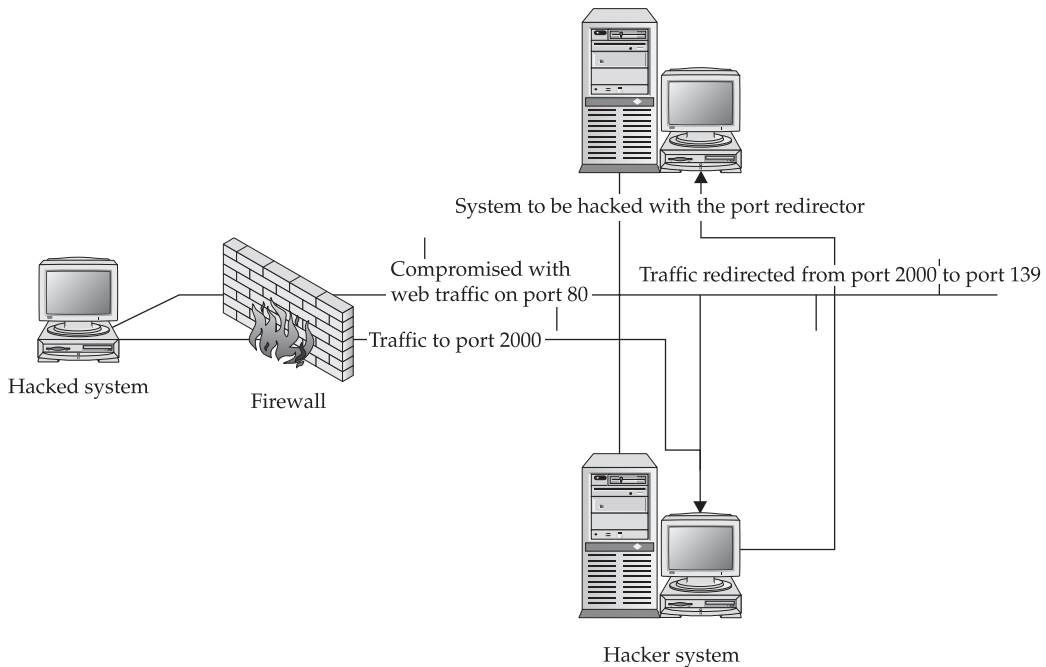 System to be hacked with the port redirector
Compromised with
web traffic on port 80
Traffic redirected from port 2000 to port 139
Traffic to port 2000
Hacked system
Firewall
Hacker system